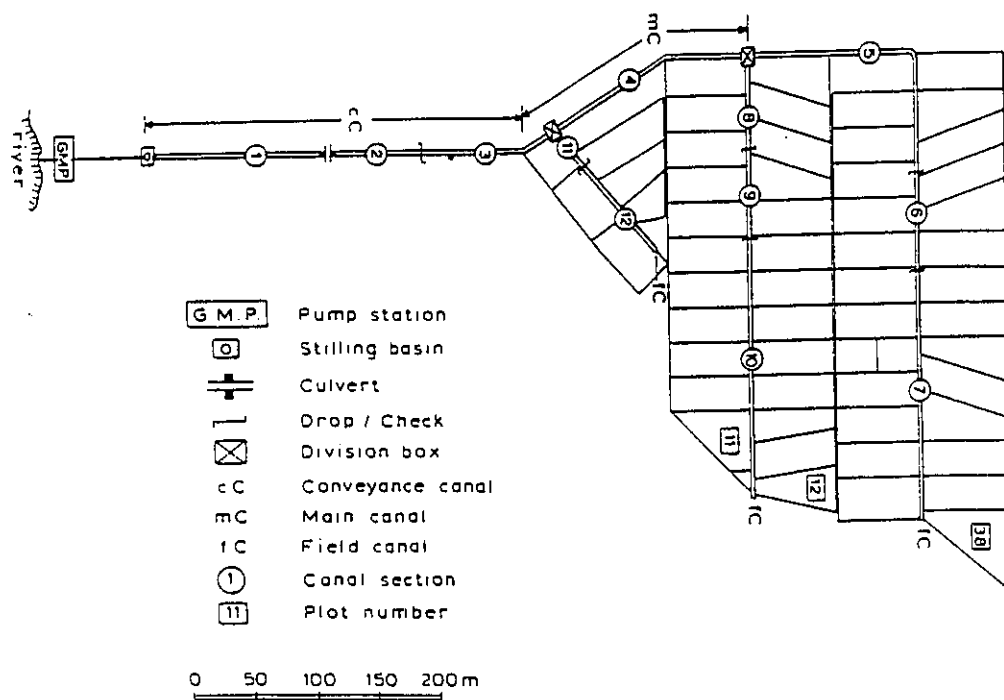 mC
5
4
8
cC
11
river
GMP
1
2
3
9
6
12
fC
10
7
11
12
fC
fC
38
G.M.P. Pump station
Stilling basin
Culvert
Drop / Check
Division box
cC Conveyance canal
mC Main canal
fC Field canal
1 Canal section
11 Plot number
0 50 100 150 200 m